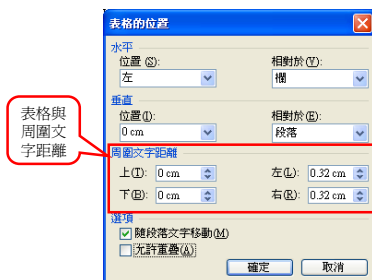 表格的位置
水平
位置(S):
相對於(Y):
左
欄
垂直
位置(I):
相對於(E):
0 cm
段落
表格與
周圍文
字距離
周圍文字距離
上(T):
0 cm
左(L):
0.32 cm
下(B):
0 cm
右(R):
0.32 cm
選項
隨段落文字移動(M)
允許重疊(A)
確定
取消